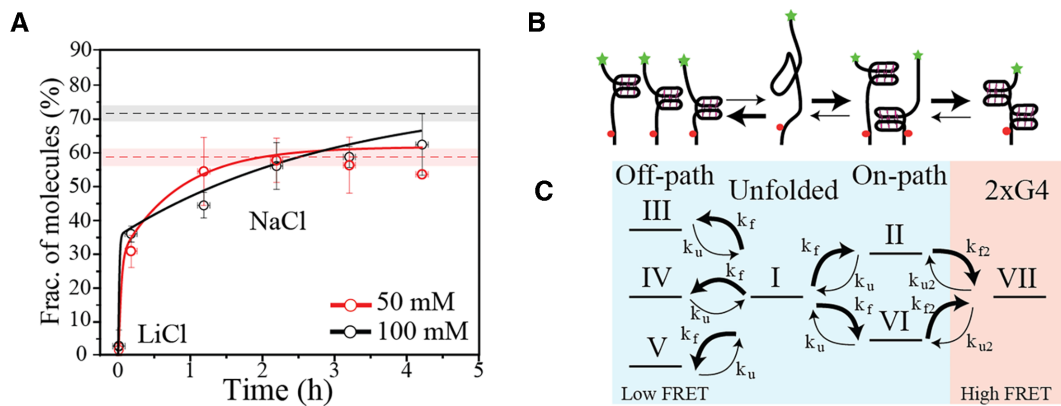 A
Frac. of molecules (%)
90
80
70
60
50
40
30
20
10
0
NaCl
LiCl
50 mM
100 mM
0
1
2
3
4
5
Time (h)
B
C
Off-path
Unfolded
On-path
2xG4
III
IV
V
I
II
VI
VII
k_f
k_u
k_f
k_u
k_f
k_u
k_f
k_u
k_f
k_u
k_f2
k_u2
k_f2
k_u2
Low FRET
High FRET